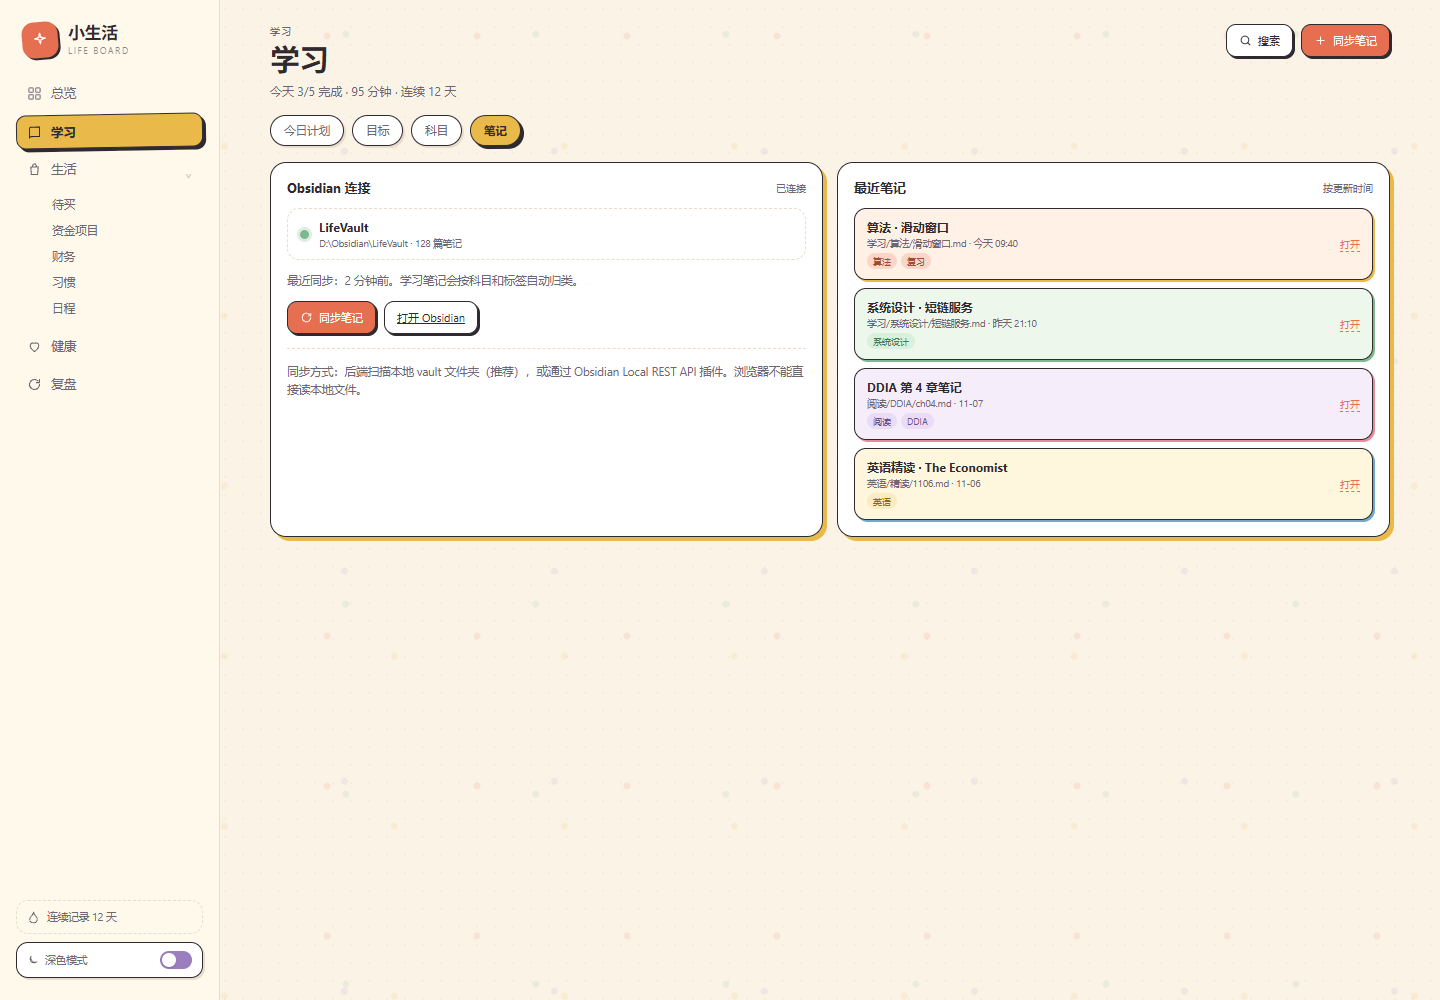 小生活
LIFE BOARD
总览
学习
生活
待买
资金项目
财务
习惯
日程
健康
复盘
连续记录 12 天
深色模式
学习
学习
今天 3/5 完成 · 95 分钟 · 连续 12 天
搜索
同步笔记
今日计划
目标
科目
笔记
Obsidian 连接
已连接
LifeVault
D:\Obsidian\LifeVault · 128 篇笔记
最近同步：2 分钟前。学习笔记会按科目和标签自动归类。
同步笔记
打开 Obsidian
同步方式：后端扫描本地 vault 文件夹（推荐），或通过 Obsidian Local REST API 插件。浏览器不能直
接读本地文件。
最近笔记
按更新时间
算法 · 滑动窗口
学习/算法/滑动窗口.md · 今天 09:40
算法
复习
打开
系统设计 · 短链服务
学习/系统设计/短链服务.md · 昨天 21:10
系统设计
打开
DDIA 第 4 章笔记
阅读/DDIA/ch04.md · 11-07
阅读
DDIA
打开
英语精读 · The Economist
英语/精读/1106.md · 11-06
英语
打开